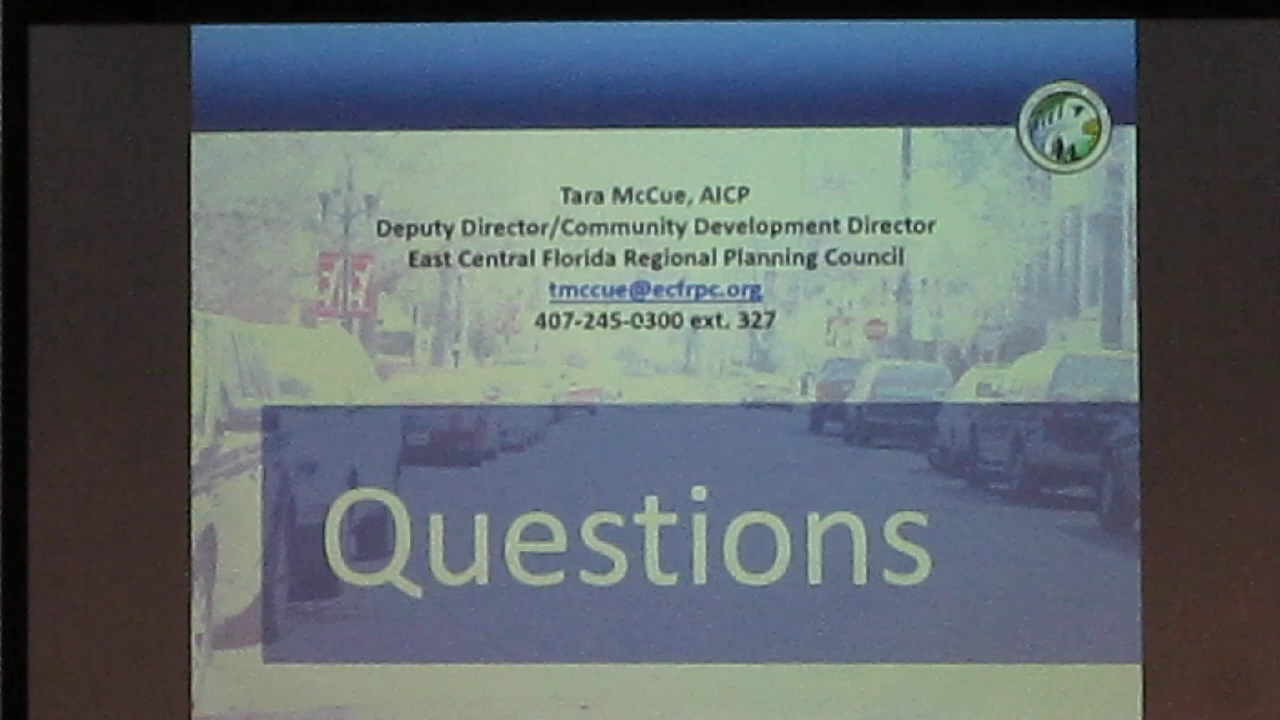 Tara McCue, AICP
Deputy Director/Community Development Director
East Central Florida Regional Planning Council
tmccue@ecfrpc.org
407-245-0300 ext. 327
Questions